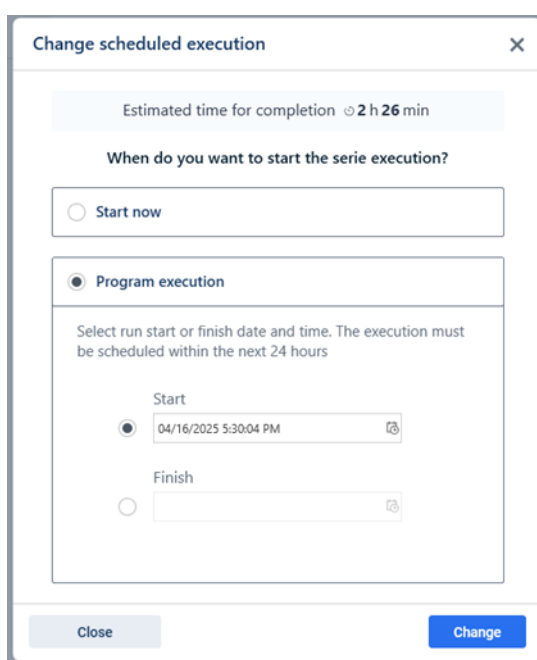 Change scheduled execution
Estimated time for completion 2 h 26 min
When do you want to start the serie execution?
Start now
Program execution
Select run start or finish date and time. The execution must
be scheduled within the next 24 hours
Start
04/16/2025 5:30:04 PM
Finish
Close
Change